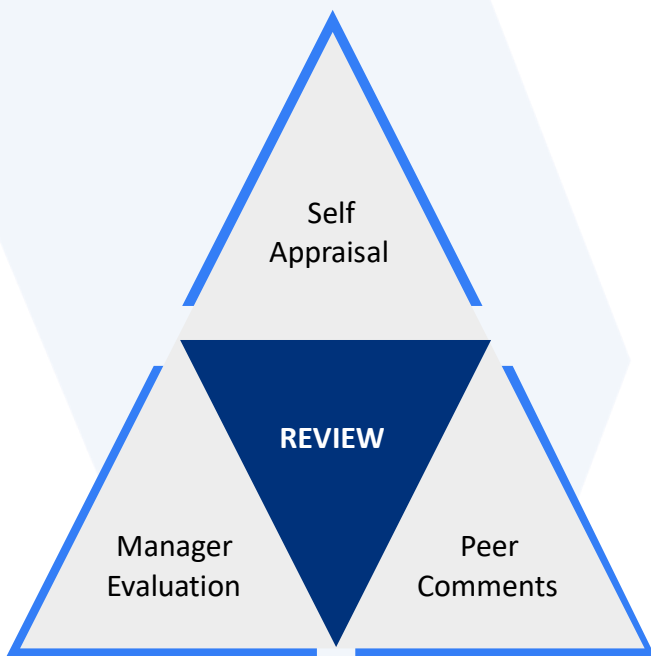 Self
Appraisal
REVIEW
Manager
Evaluation
Peer
Comments